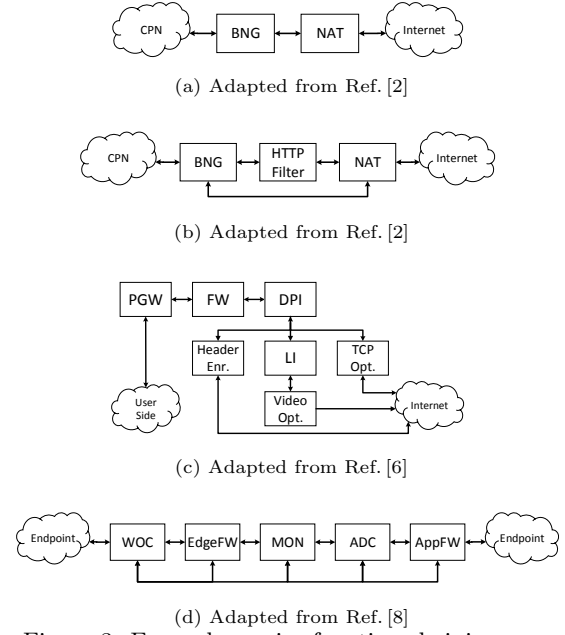 CPN BNG NAT Internet
(a) Adapted from Ref. [2]
CPN BNG HTTP Filter NAT Internet
(b) Adapted from Ref. [2]
PGW FW DPI
Header Enr. LI TCP Opt.
User Side Video Opt. Internet
(c) Adapted from Ref. [6]
Endpoint WOC EdgeFW MON ADC AppFW Endpoint
(d) Adapted from Ref. [8]